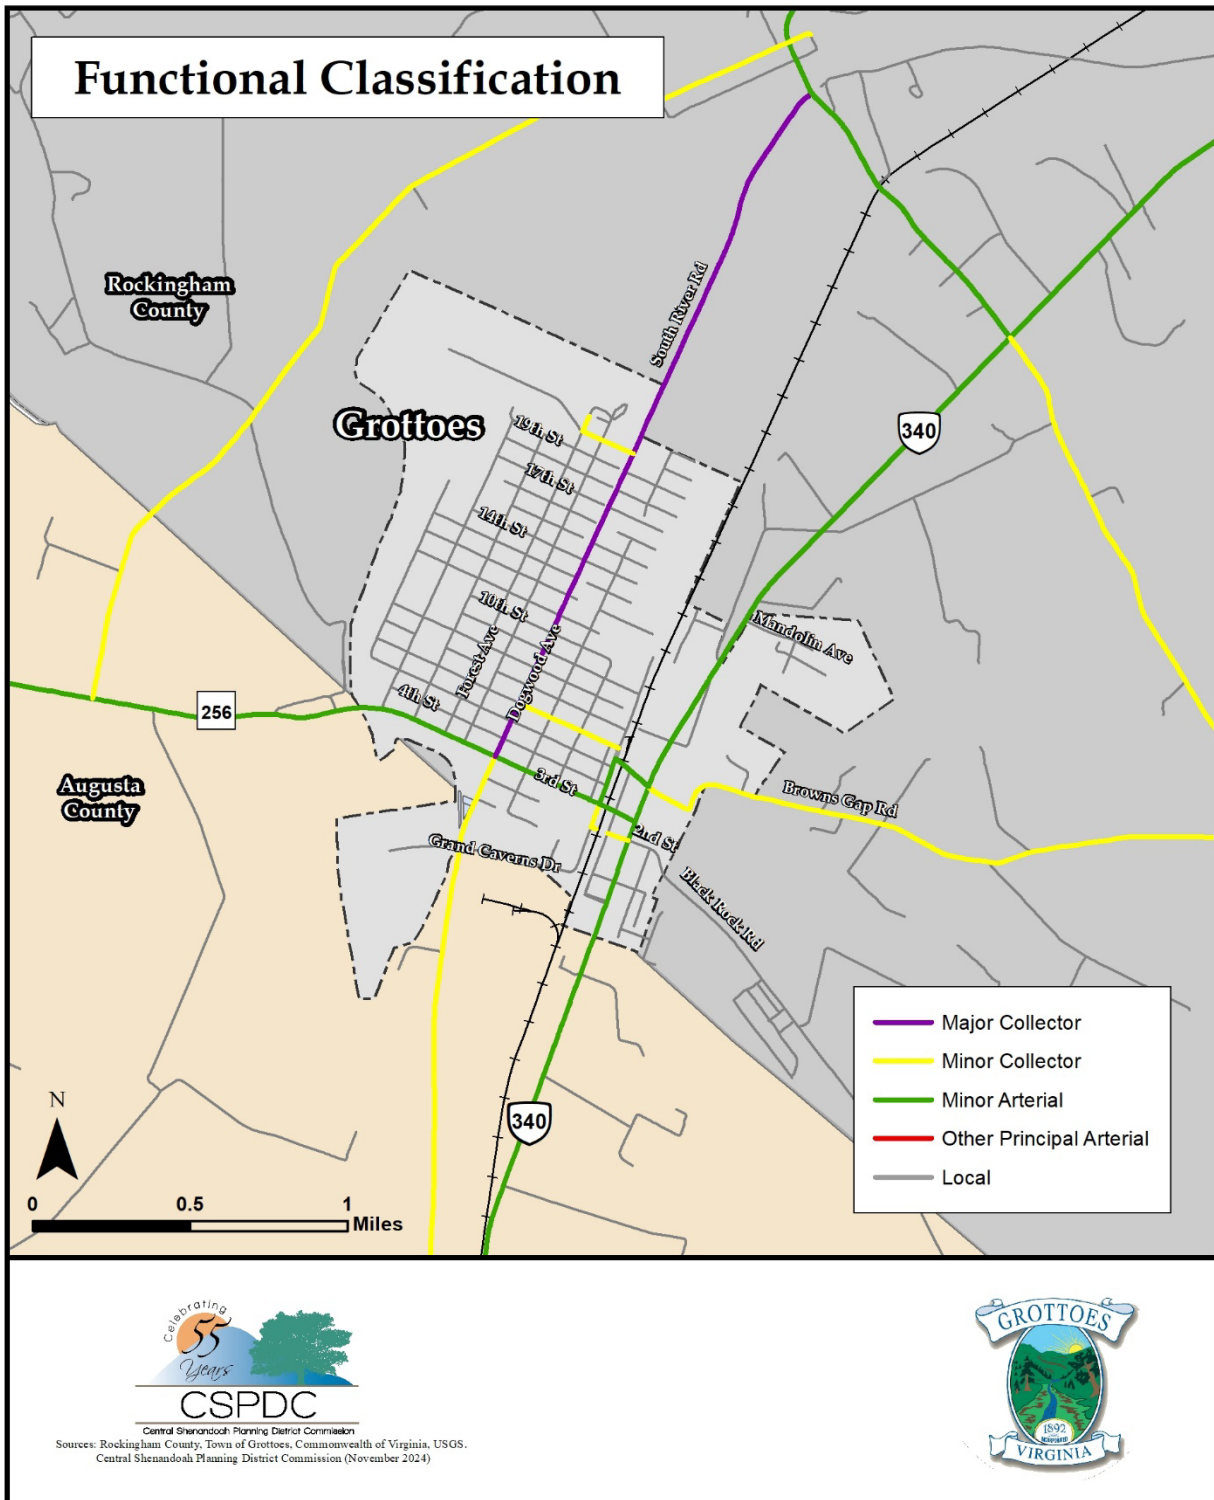 Functional Classification
Rockingham
County
South River Rd
Grottoes
340
19th St
17th St
14th St
10th St
Forest Ave
Dogwood Ave
Mandolin Ave
4th St
256
3rd St
Augusta
County
Browns Gap Rd
2nd St
Grand Caverns Dr
Black Rock Rd
340
Major Collector
Minor Collector
Minor Arterial
Other Principal Arterial
Local
N
0 0.5 1
Miles
Celebrating
55
Years
CSPDC
Central Shenandoah Planning District Commission
Sources: Rockingham County, Town of Grottoes, Commonwealth of Virginia, USGS.
Central Shenandoah Planning District Commission (November 2024)
GROTTOES
1892
VIRGINIA